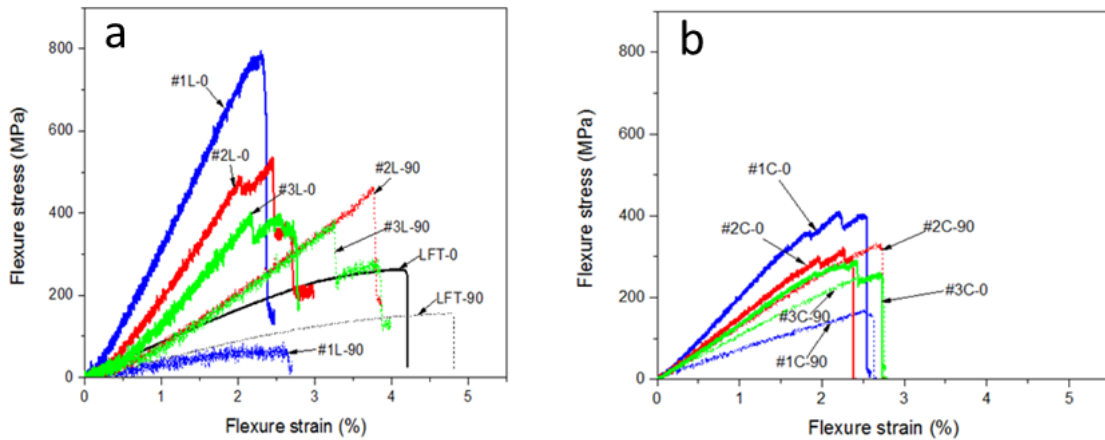 a
Flexure stress (MPa)
800
600
400
200
0
0 1 2 3 4 5
Flexure strain (%)
#1L-0
#2L-0
#3L-0
#2L-90
#3L-90
LFT-0
LFT-90
#1L-90
b
Flexure stress (MPa)
800
600
400
200
0
0 1 2 3 4 5
Flexure strain (%)
#1C-0
#2C-0
#2C-90
#3C-0
#3C-90
#1C-90